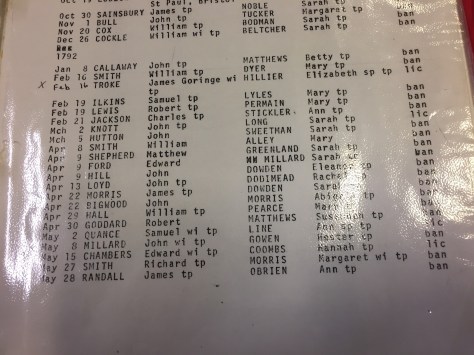 St Paul, Bristol
Oct 30 SAINSBURY James tp NOBLE Sarah tp
Nov 1 BULL John tp TUCKER Margaret tp ban
Nov 20 COX William tp Sarah tp ban
Dec 26 COCKLE William wi tp BELTCHER Sarah tp ban
Dec
1792
Jan 8 CALLAWAY John tp MATTHEWS Betty tp ban
Feb 16 SMITH William tp DYER Mary tp ban
x Feb 16 TROKE James Goringe wi tp HILLIER Elizabeth sp tp lic
Feb 19 ILKINS Samuel tp LYLES Mary tp ban
Feb 19 LEWIS Robert tp PERMAIN Mary tp ban
Feb 21 JACKSON Charles tp STICKLER Ann tp lic
Mch 2 KNOTT John tp LONG Sarah tp ban
Mch 5 HUTTON John SWEETMAN Sarah tp ban
Apr 8 SMITH William ALLEY Mary ban
Apr 9 SHEPHERD Matthew GREENLAND Sarah tp ban
Apr 9 FORD Edward MILLARD Sarah tp ban
Apr 9 HILL John DOWDEN Eleanor tp ban
Apr 13 LOYD John tp DODIMEAD tp ban
Apr 22 MORRIS James tp DOWDEN Sarah ban
Apr 22 BIGWOOD John MORRIS tp ban
Apr 29 HALL William tp PEARCE ban
Apr 30 GODDARD Robert MATTHEWS tp ban
May 2 QUANCE Samuel wi tp LINE Ann sp tp lic
May 8 MILLARD John wi tp GOWEN Hester tp ban
May 15 CHAMBERS Edward wi tp COOMBS Hannah tp lic
May 27 SMITH Richard tp MORRIS Margaret wi tp ban
May 28 RANDALL James tp OBRIEN Ann tp ban